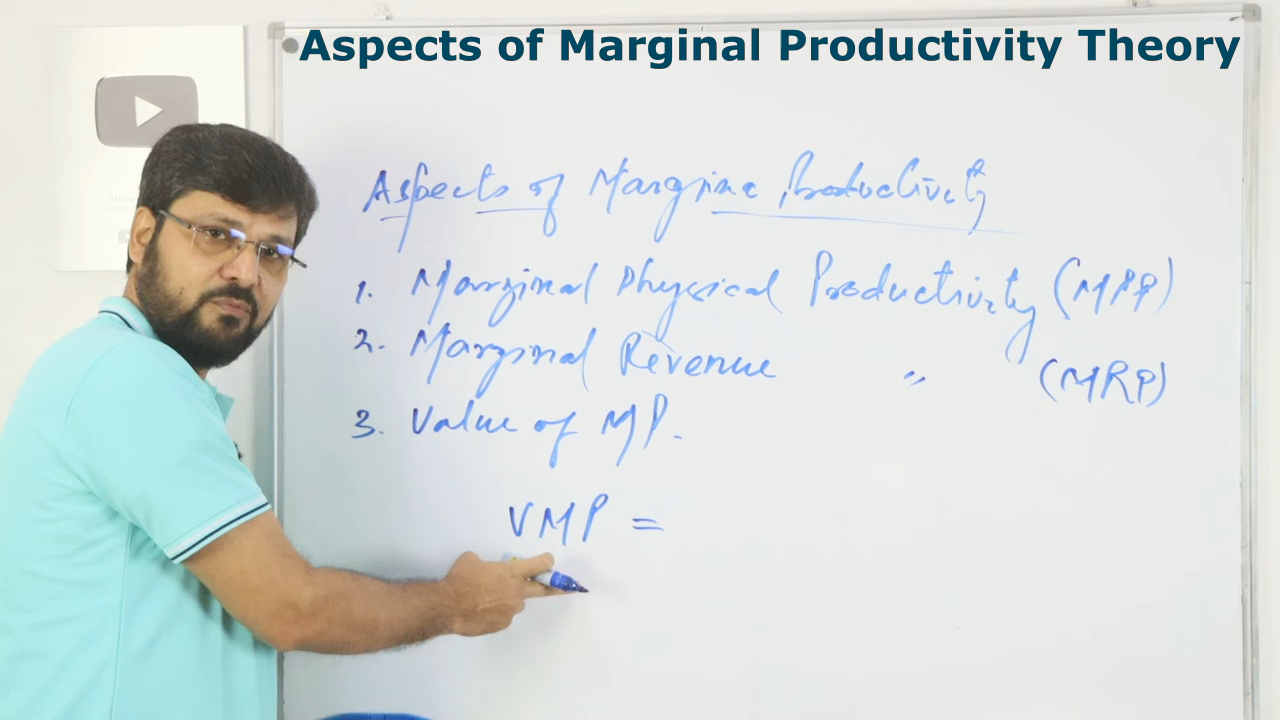 Aspects of Marginal Productivity Theory
Aspects of Margina Productivity
1. Marginal Physical Productivity (MPP)
2. Marginal Revenue " (MRP)
3. Value of MP.
VMP =